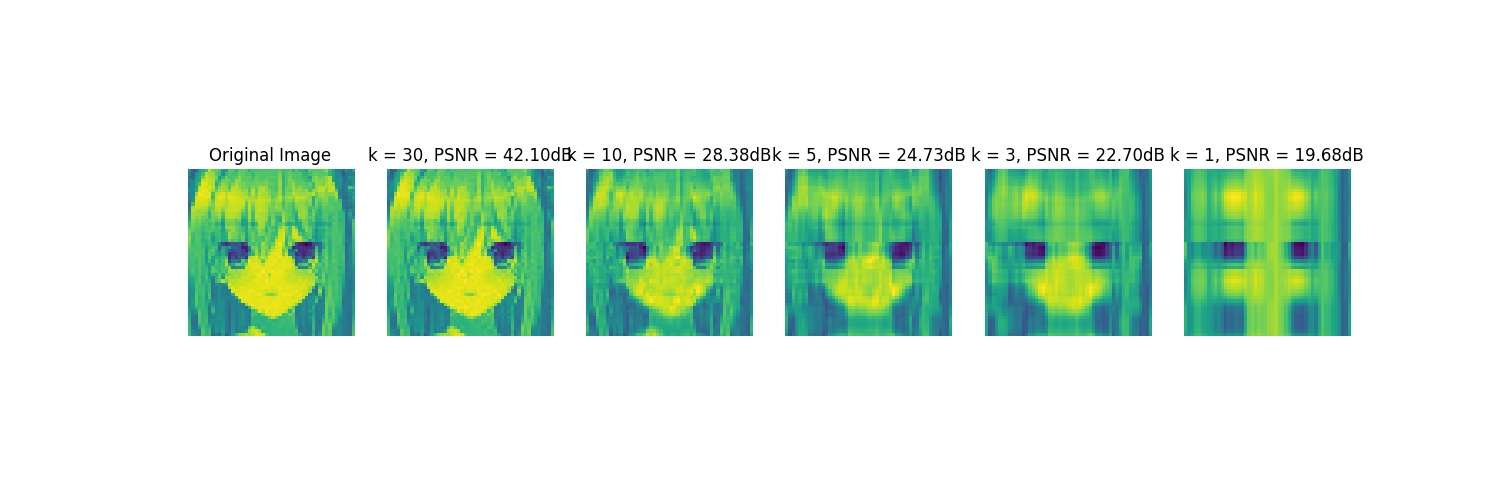 Original Image
k = 30, PSNR = 42.10dB
k = 10, PSNR = 28.38dB
k = 5, PSNR = 24.73dB
k = 3, PSNR = 22.70dB
k = 1, PSNR = 19.68dB